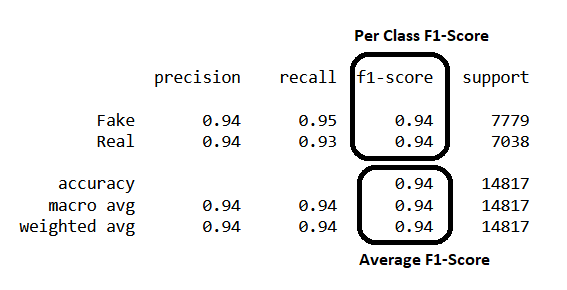 Per Class F1-Score
precision recall f1-score support
Fake 0.94 0.95 0.94 7779
Real 0.94 0.93 0.94 7038
accuracy 0.94 14817
macro avg 0.94 0.94 0.94 14817
weighted avg 0.94 0.94 0.94 14817
Average F1-Score